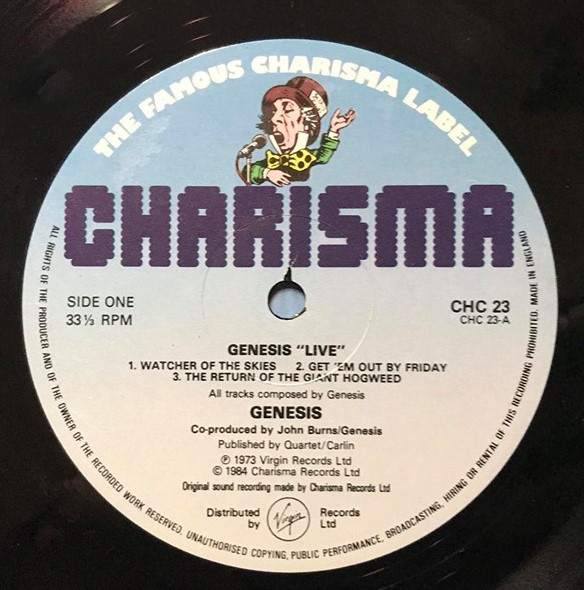 THE FAMOUS CHARISMA LABEL
CHARISMA
SIDE ONE
33⅓ RPM
CHC 23
CHC 23-A
GENESIS “LIVE”
1. WATCHER OF THE SKIES 2. GET 'EM OUT BY FRIDAY
3. THE RETURN OF THE GIANT HOGWEED
All tracks composed by Genesis
GENESIS
Co-produced by John Burns/Genesis
Published by Quartet/Carlin
℗ 1973 Virgin Records Ltd
© 1984 Charisma Records Ltd
Original sound recording made by Charisma Records Ltd
Distributed by
Virgin
Records Ltd
ALL RIGHTS OF THE PRODUCER AND OF THE OWNER OF THE RECORDED WORK RESERVED. UNAUTHORISED COPYING, PUBLIC PERFORMANCE, BROADCASTING, HIRING OR RENTAL OF THIS RECORDING PROHIBITED. MADE IN ENGLAND